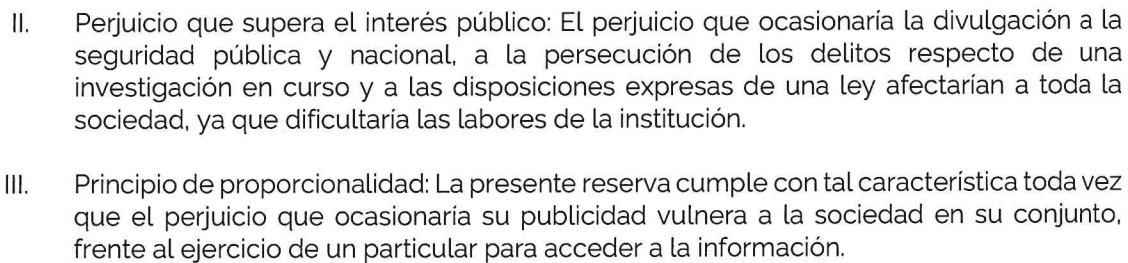 II. Perjuicio que supera el interés público: El perjuicio que ocasionaría la divulgación a la
seguridad pública y nacional, a la persecución de los delitos respecto de una
investigación en curso y a las disposiciones expresas de una ley afectarían a toda la
sociedad, ya que dificultaría las labores de la institución.
III. Principio de proporcionalidad: La presente reserva cumple con tal característica toda vez
que el perjuicio que ocasionaría su publicidad vulnera a la sociedad en su conjunto,
frente al ejercicio de un particular para acceder a la información.